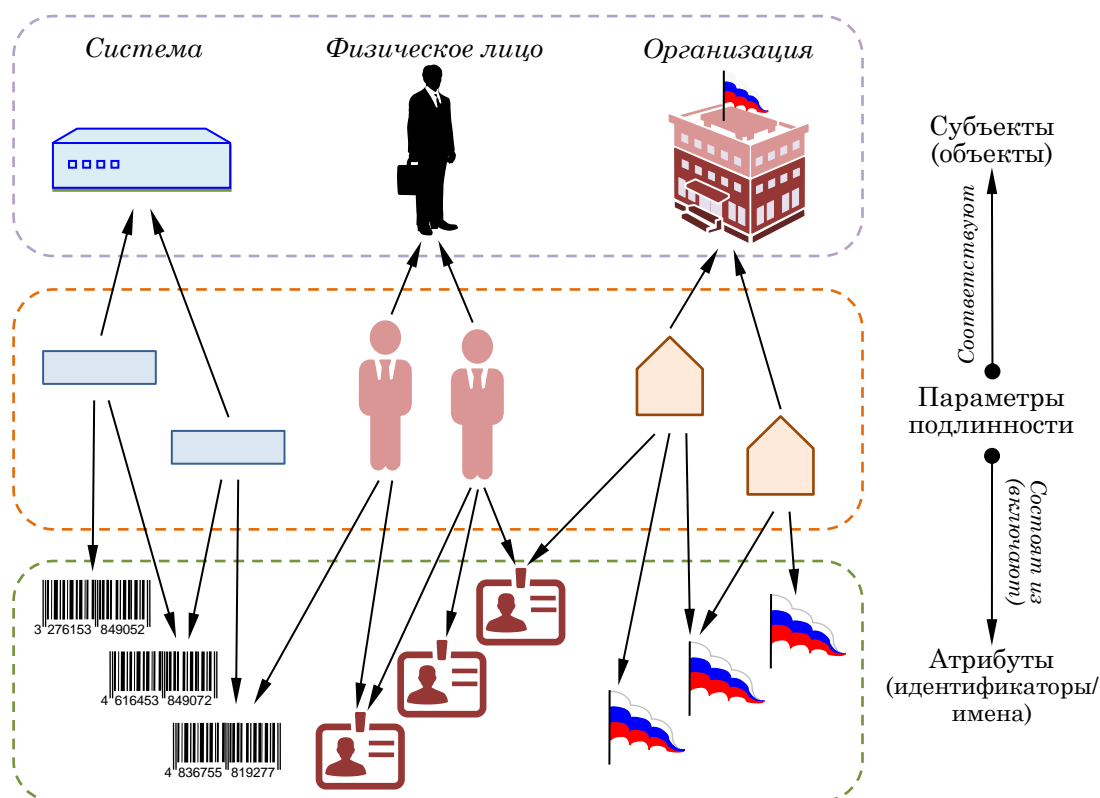 Система
Физическое лицо
Организация
Субъекты
(объекты)
Соответствуют
Параметры
подлинности
Состоят из
(включают)
Атрибуты
(идентификаторы/
имена)
3 276153 849052
4 616453 849072
4 836755 819277